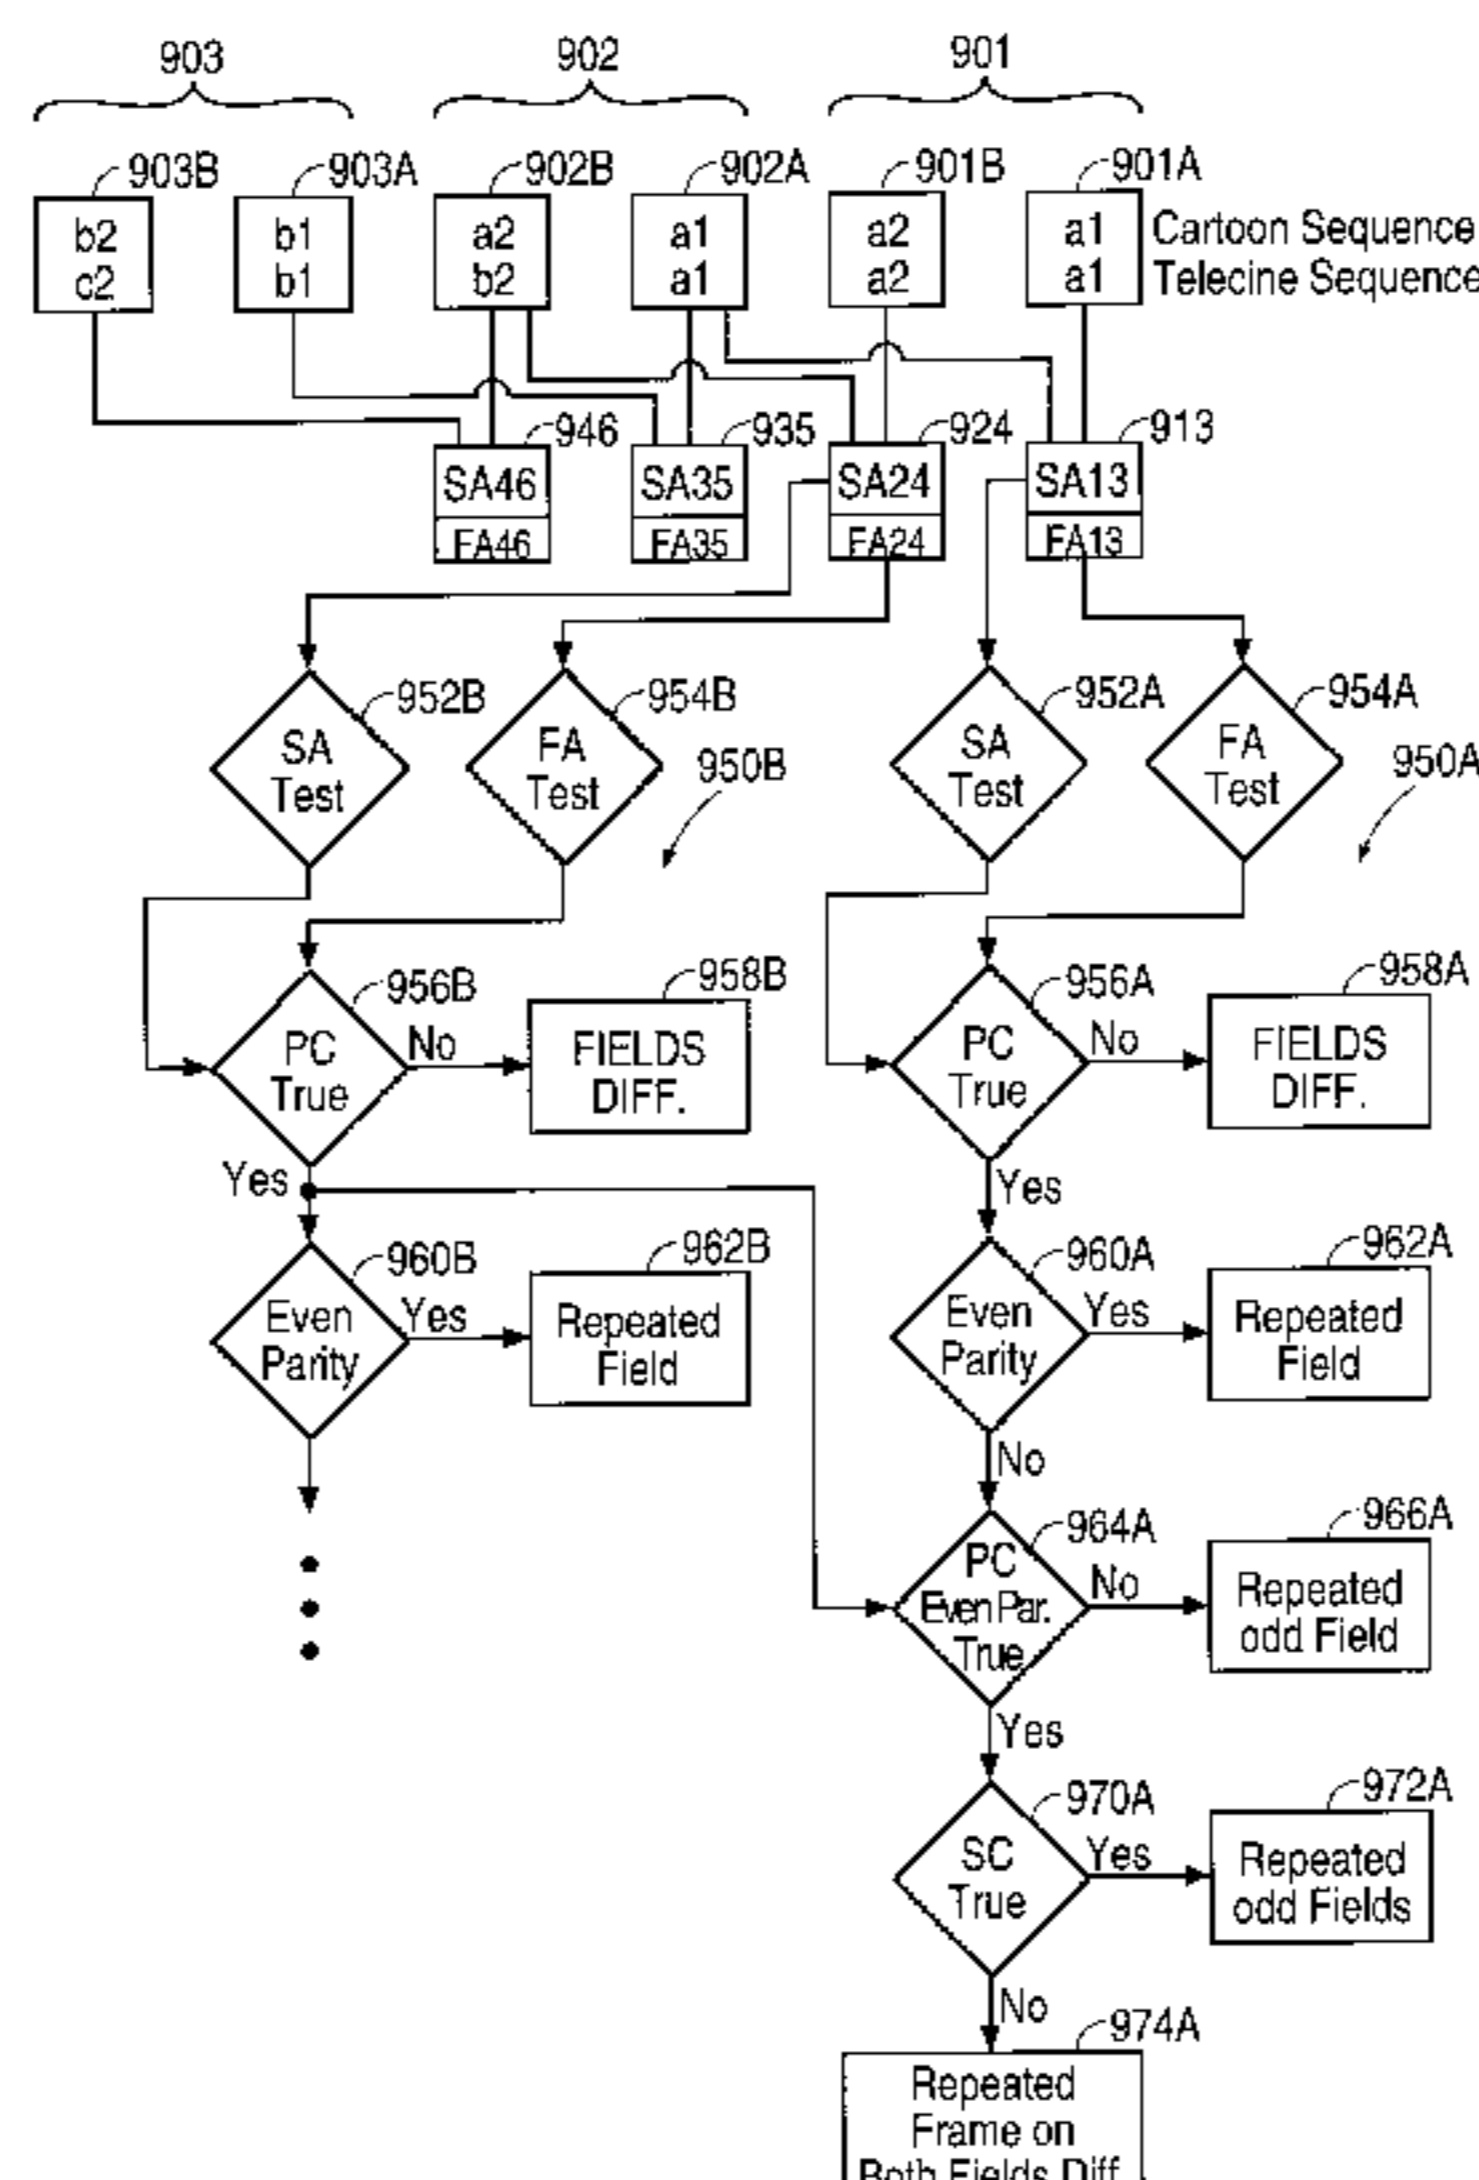 903
902
901
903B
903A
902B
902A
901B
901A
b2
c2
b1
b1
a2
b2
a1
a1
a2
a2
a1
a1
Cartoon Sequence
Telecine Sequence
946
935
924
913
SA46
FA46
SA35
FA35
SA24
FA24
SA13
FA13
952B
SA
Test
954B
FA
Test
950B
952A
SA
Test
954A
FA
Test
950A
956B
PC
True
No
958B
FIELDS
DIFF.
956A
PC
True
No
958A
FIELDS
DIFF.
Yes
Yes
960B
Even
Parity
Yes
962B
Repeated
Field
960A
Even
Parity
Yes
962A
Repeated
Field
No
964A
PC
Even Par.
True
No
966A
Repeated
odd Field
Yes
970A
SC
True
Yes
972A
Repeated
odd Fields
No
974A
Repeated
Frame on
Both Fields Diff.